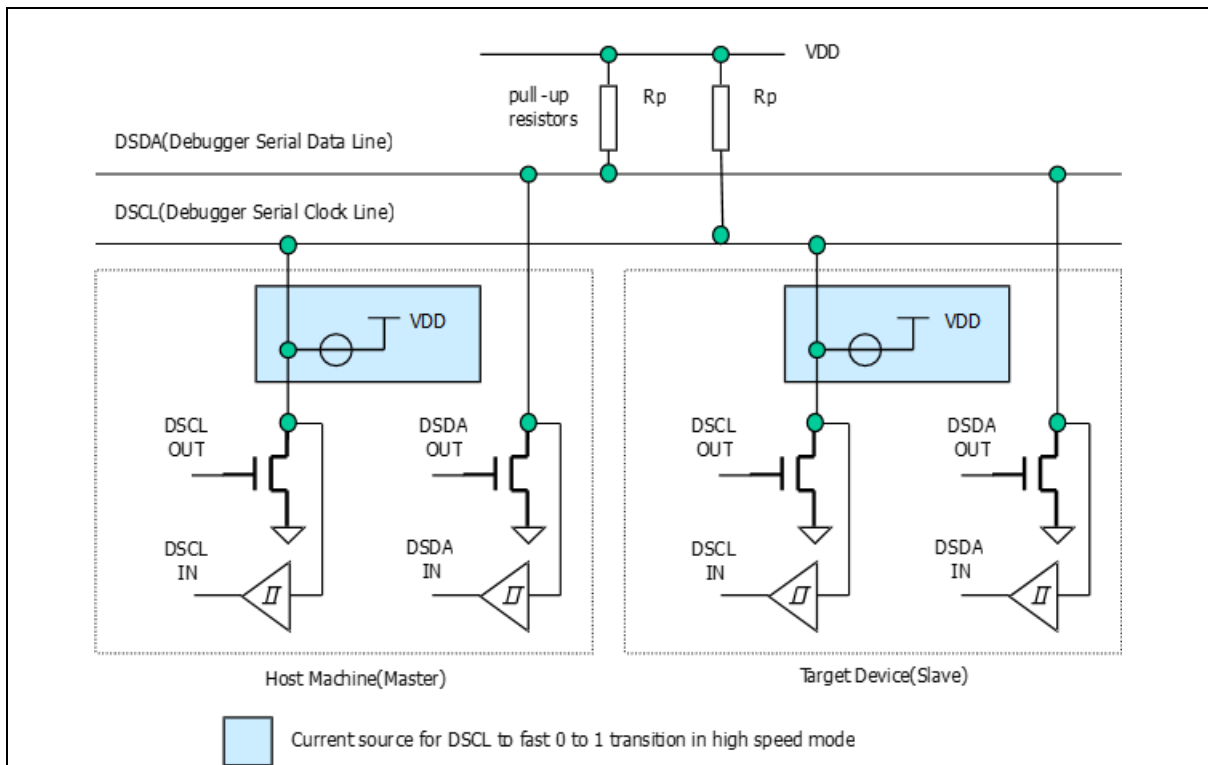 VDD
pull -up
resistors
Rp
Rp
DSDA(Debugger Serial Data Line)
DSCL(Debugger Serial Clock Line)
VDD
VDD
DSCL
OUT
DSDA
OUT
DSCL
OUT
DSDA
OUT
DSCL
IN
DSDA
IN
DSCL
IN
DSDA
IN
Host Machine(Master)
Target Device(Slave)
Current source for DSCL to fast 0 to 1 transition in high speed mode